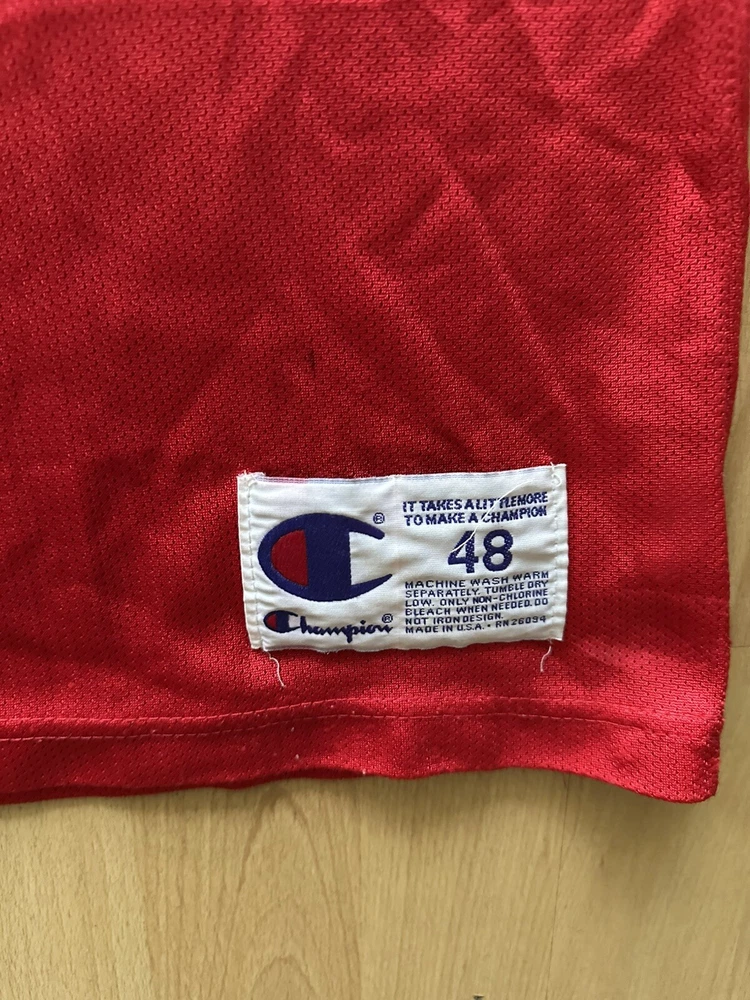 IT TAKES A LITTLE MORE
TO MAKE A CHAMPION
®
48
Champion®
MACHINE WASH WARM
SEPARATELY. TUMBLE DRY
LOW. ONLY NON-CHLORINE
BLEACH WHEN NEEDED. DO
NOT IRON DESIGN.
MADE IN U.S.A. • RN 26094